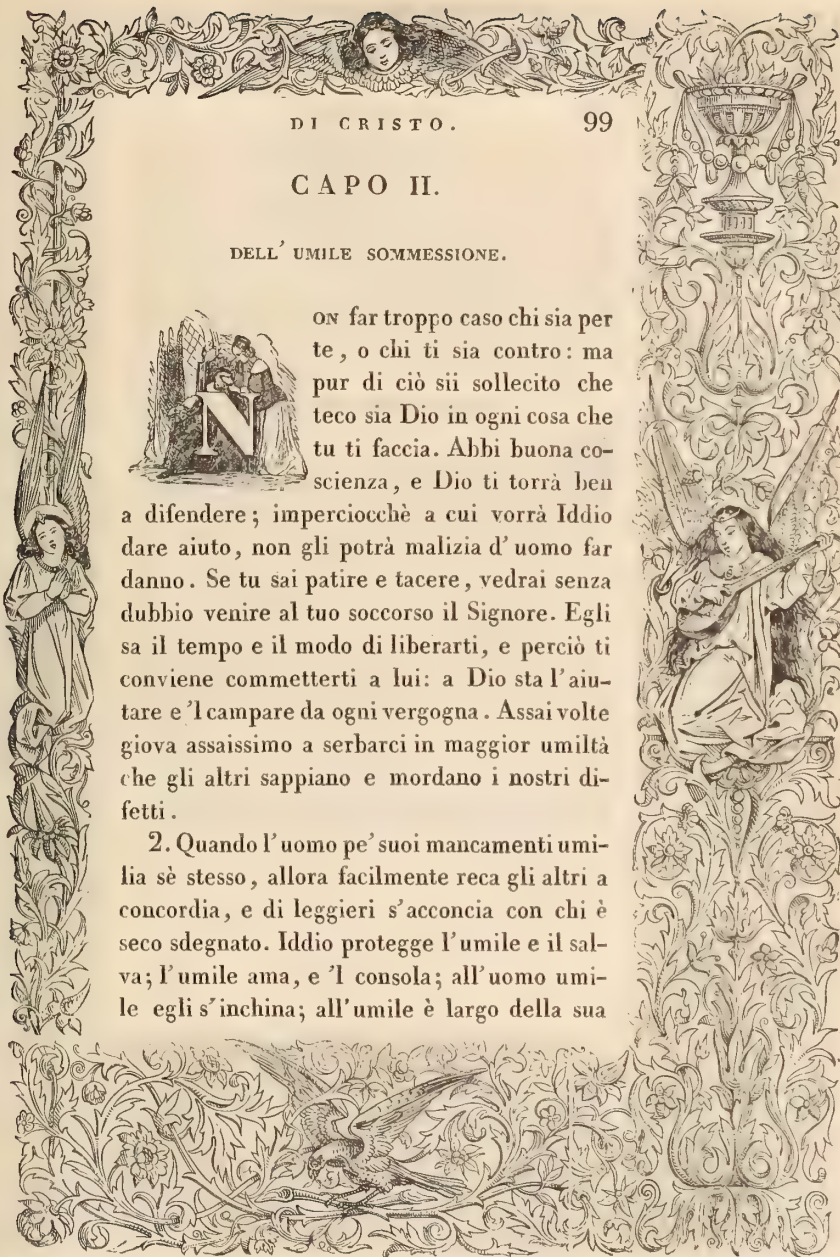 DI CRISTO. 99
CAPO II.
DELL' UMILE SOMMESSIONE.
NON far troppo caso chi sia per
te, o chi ti sia contro: ma
pur di ciò sii sollecito che
teco sia Dio in ogni cosa che
tu ti faccia. Abbi buona co-
scienza, e Dio ti torrà ben
a difendere; imperciocchè a cui vorrà Iddio
dare aiuto, non gli potrà malizia d'uomo far
danno. Se tu sai patire e tacere, vedrai senza
dubbio venire al tuo soccorso il Signore. Egli
sa il tempo e il modo di liberarti, e perciò ti
conviene commetterti a lui: a Dio sta l'aiu-
tare e 'l campare da ogni vergogna. Assai volte
giova assaissimo a serbarci in maggior umiltà
che gli altri sappiano e mordano i nostri di-
fetti.
2. Quando l'uomo pe' suoi mancamenti umi-
lia sè stesso, allora facilmente reca gli altri a
concordia, e di leggieri s'acconcia con chi è
seco sdegnato. Iddio protegge l'umile e il sal-
va; l'umile ama, e 'l consola; all'uomo umi-
le egli s'inchina; all'umile è largo della sua